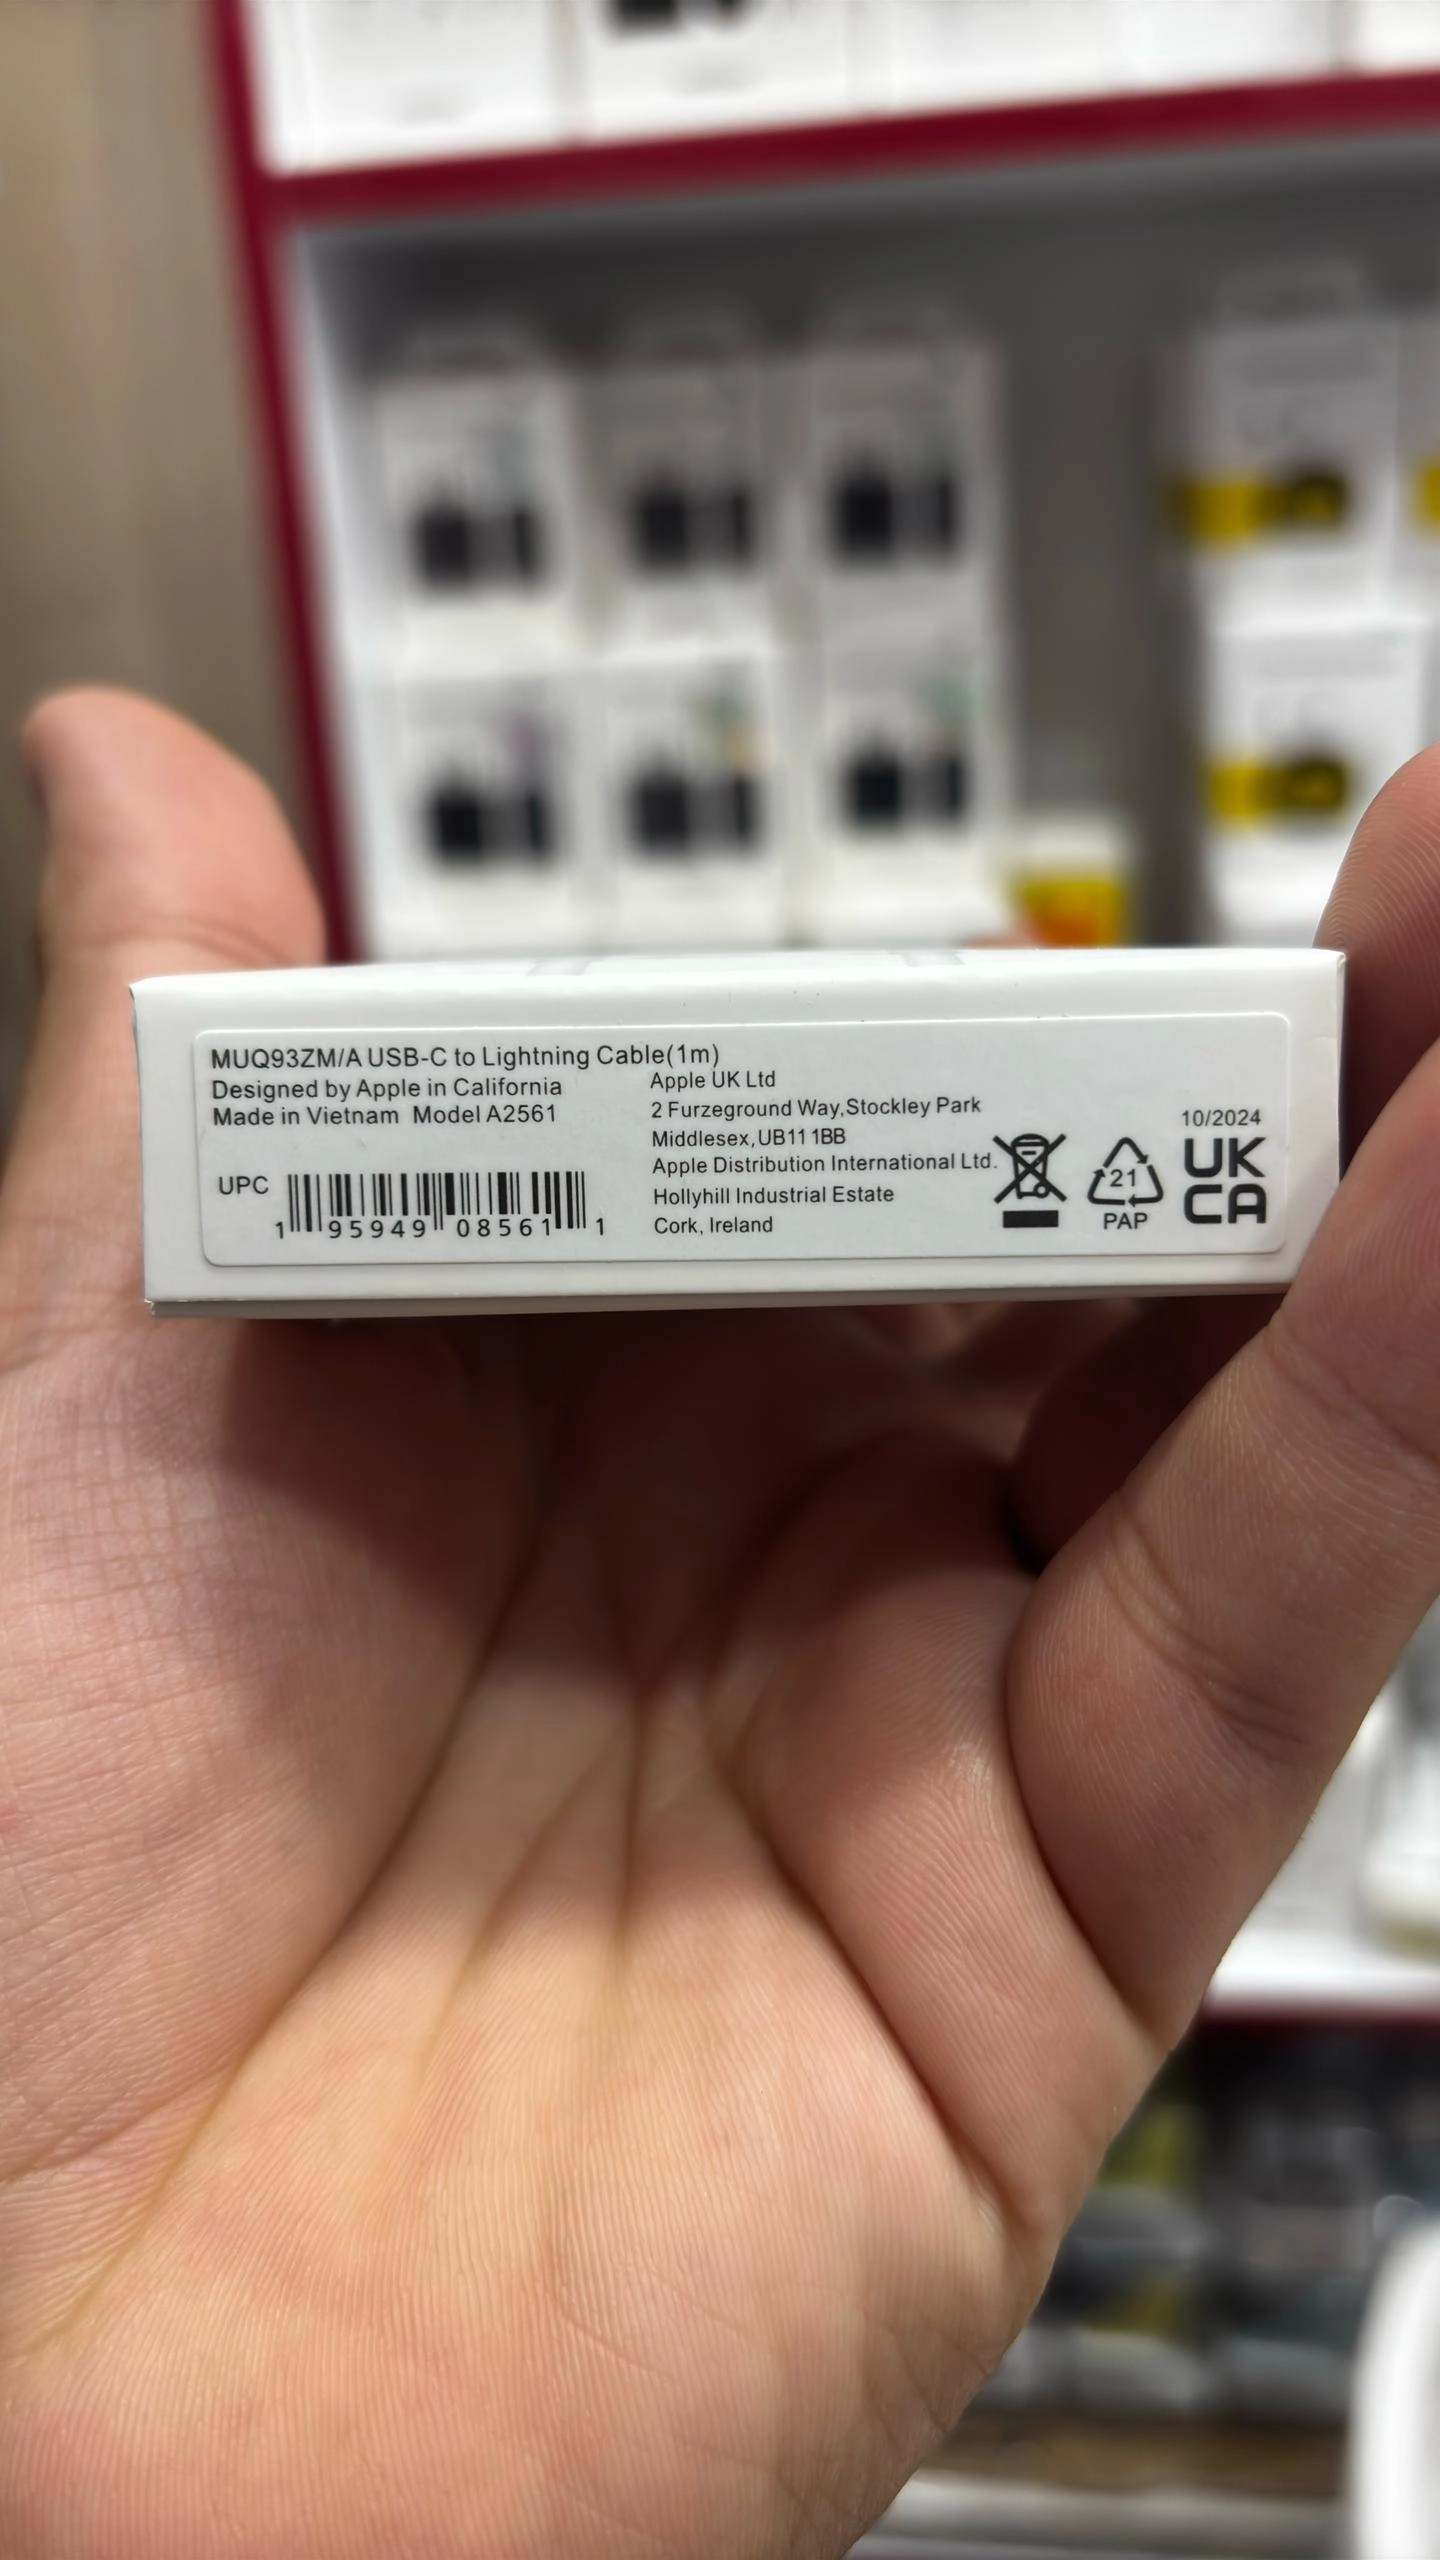 MUQ93ZM/A USB-C to Lightning Cable(1m)
Designed by Apple in California
Made in Vietnam Model A2561
UPC
1 95949 08561 1
Apple UK Ltd
2 Furzeground Way,Stockley Park
Middlesex,UB11 1BB
Apple Distribution International Ltd.
Hollyhill Industrial Estate
Cork, Ireland
21
PAP
10/2024
UK
CA